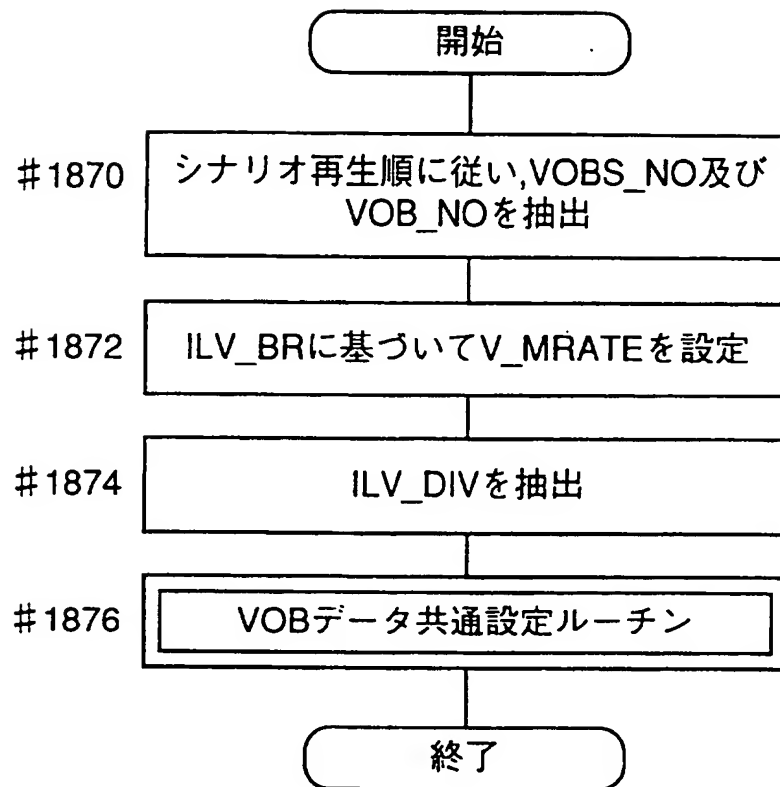 開始
#1870
シナリオ再生順に従い,VOBS_NO及び
VOB_NOを抽出
#1872
ILV_BRに基づいてV_MRATEを設定
#1874
ILV_DIVを抽出
#1876
VOBデータ共通設定ルーチン
終了